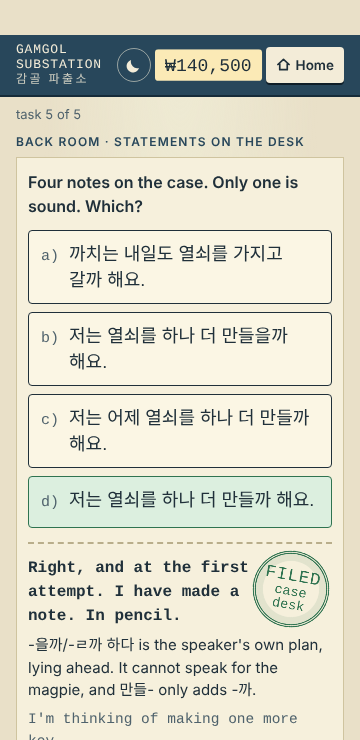 GAMGOL
SUBSTATION
감골 파출소
₩140,500
Home
task 5 of 5
BACK ROOM · STATEMENTS ON THE DESK
Four notes on the case. Only one is
sound. Which?
a) 까치는 내일도 열쇠를 가지고
갈까 해요.
b) 저는 열쇠를 하나 더 만들을까
해요.
c) 저는 어제 열쇠를 하나 더 만들까
해요.
d) 저는 열쇠를 하나 더 만들까 해요.
Right, and at the first
attempt. I have made a
note. In pencil.
FILED
case
desk
-을까/-ㄹ까 하다 is the speaker's own plan,
lying ahead. It cannot speak for the
magpie, and 만들- only adds -까.
I'm thinking of making one more
key.